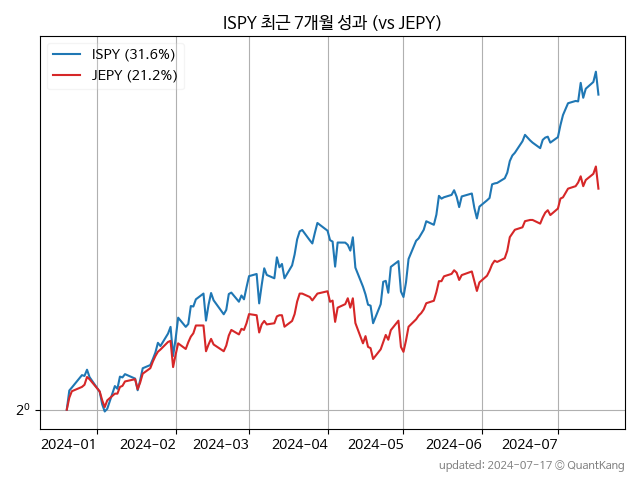 ISPY 최근 7개월 성과 (vs JEPY)
ISPY (31.6%)
JEPY (21.2%)
2⁰
2024-01 2024-02 2024-03 2024-04 2024-05 2024-06 2024-07
updated: 2024-07-17 © QuantKang